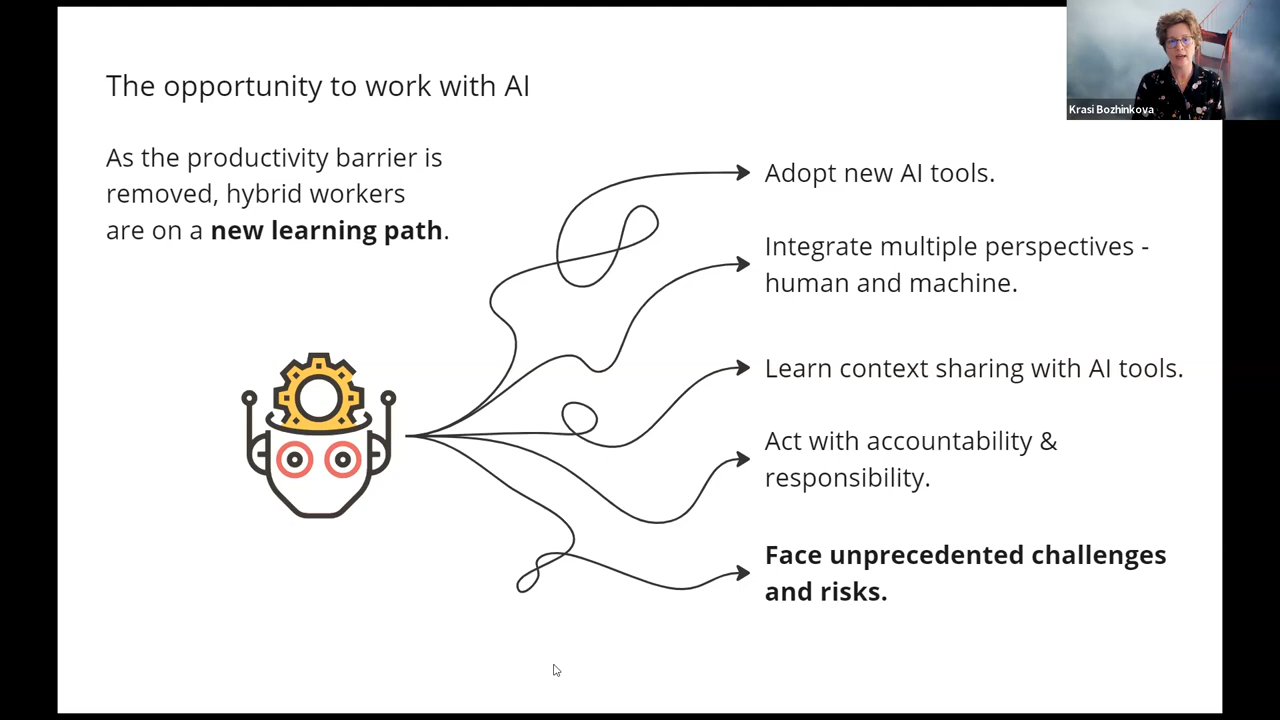 The opportunity to work with AI
As the productivity barrier is
removed, hybrid workers
are on a new learning path.
Adopt new AI tools.
Integrate multiple perspectives -
human and machine.
Learn context sharing with AI tools.
Act with accountability &
responsibility.
Face unprecedented challenges
and risks.
Krasi Bozhinkova